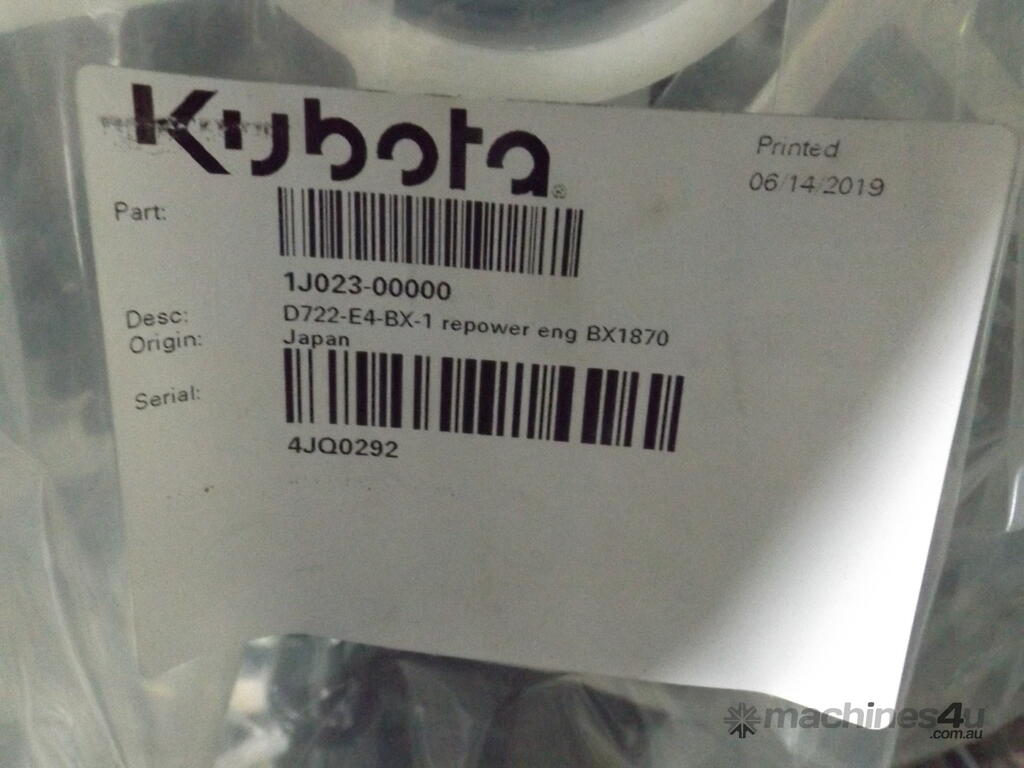 Kubota®
Printed
06/14/2019
Part:
1J023-00000
Desc: D722-E4-BX-1 repower eng BX1870
Origin: Japan
Serial:
4JQ0292
machines4u
.com.au